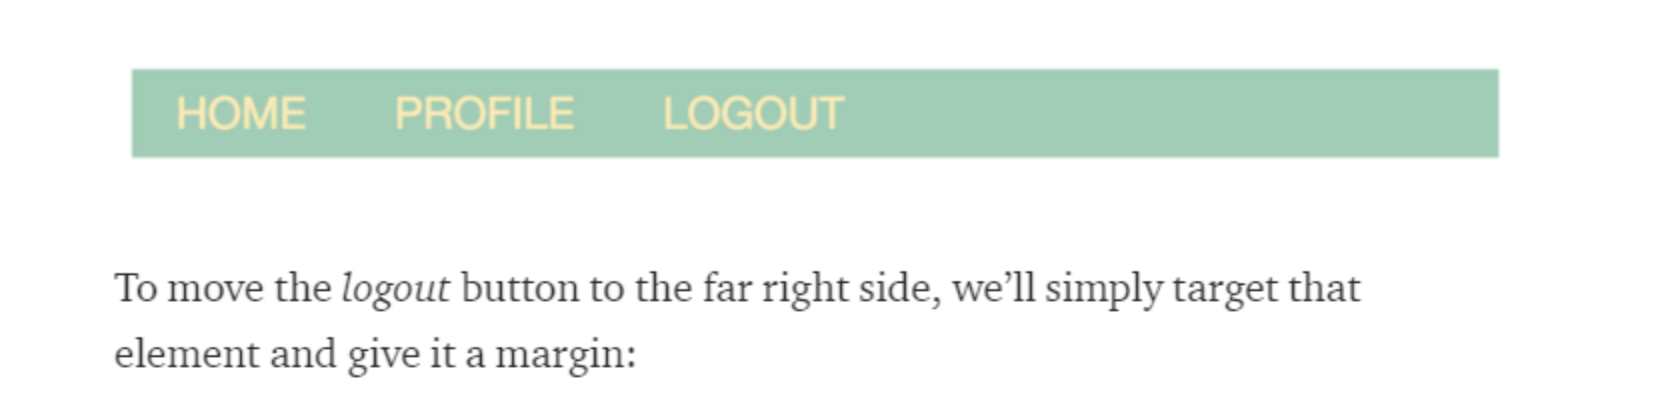 HOME PROFILE LOGOUT
To move the logout button to the far right side, we’ll simply target that
element and give it a margin: